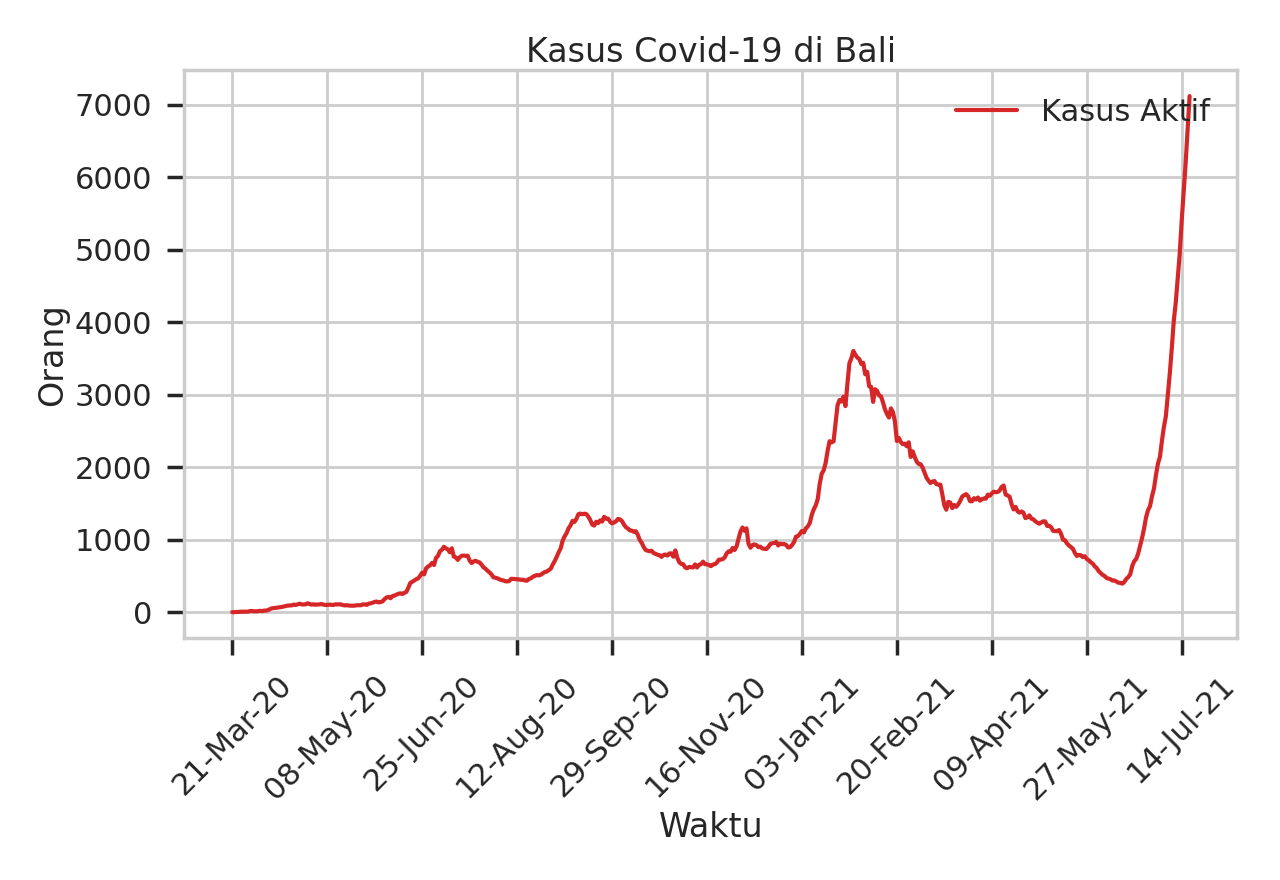 Kasus Covid-19 di Bali
Kasus Aktif
7000
6000
5000
4000
3000
2000
1000
0
Orang
21-Mar-20
08-May-20
25-Jun-20
12-Aug-20
29-Sep-20
16-Nov-20
03-Jan-21
20-Feb-21
09-Apr-21
27-May-21
14-Jul-21
Waktu